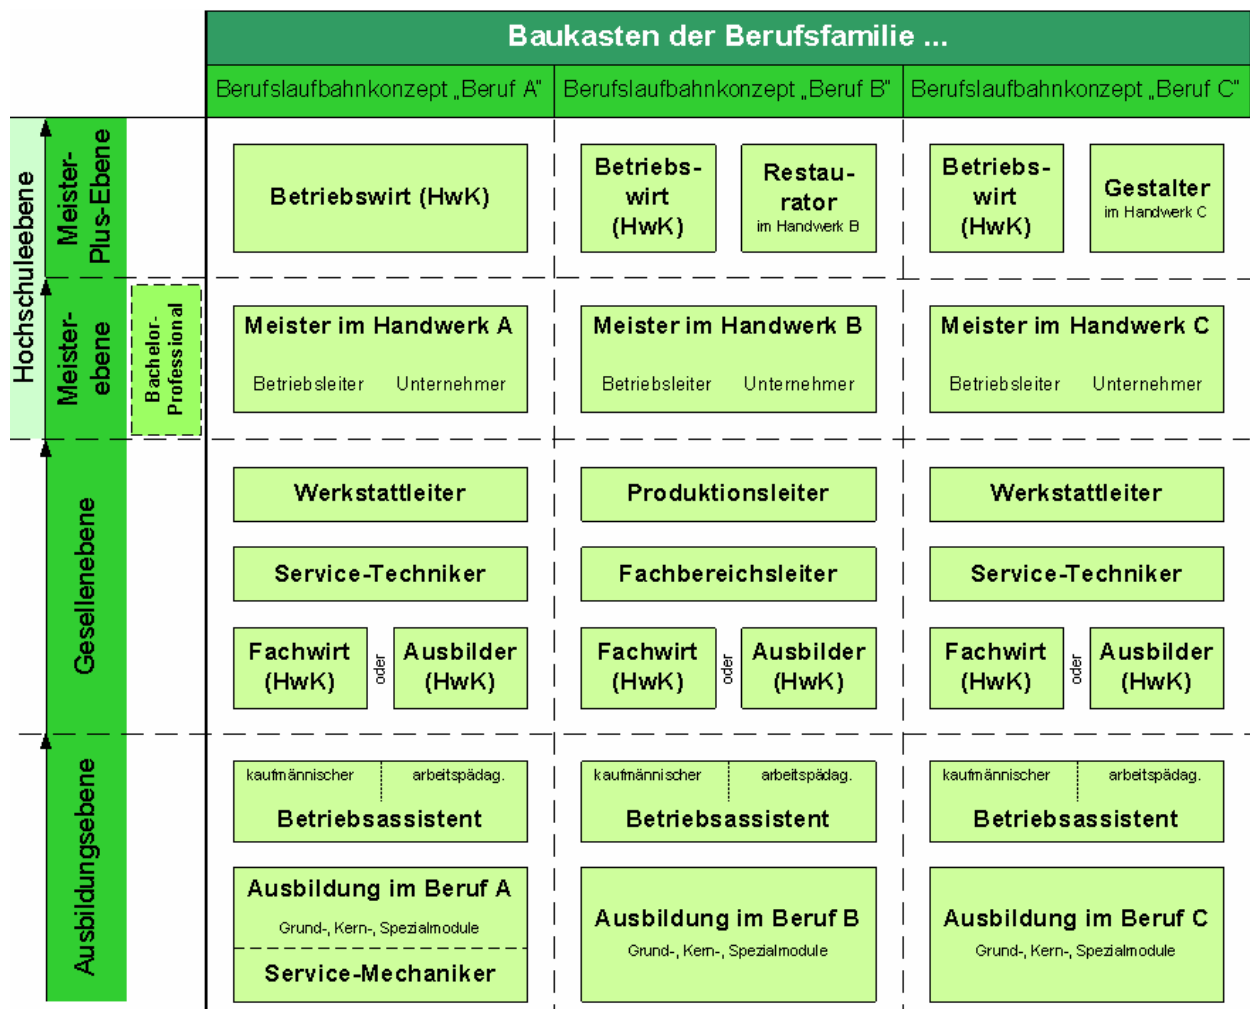 Baukasten der Berufsfamilie ...
Berufslaufbahnkonzept „Beruf A“
Berufslaufbahnkonzept „Beruf B“
Berufslaufbahnkonzept „Beruf C“
Hochschuleebene
Meister-
Plus-Ebene
Betriebswirt (HwK)
Betriebs-
wirt
(HwK)
Restau-
rator
im Handwerk B
Betriebs-
wirt
(HwK)
Gestalter
im Handwerk C
Meister-
ebene
Bachelor-
Professional
Meister im Handwerk A
Betriebsleiter Unternehmer
Meister im Handwerk B
Betriebsleiter Unternehmer
Meister im Handwerk C
Betriebsleiter Unternehmer
Gesellenebene
Werkstattleiter
Produktionsleiter
Werkstattleiter
Service-Techniker
Fachbereichsleiter
Service-Techniker
Fachwirt
(HwK)
oder
Ausbilder
(HwK)
Fachwirt
(HwK)
oder
Ausbilder
(HwK)
Fachwirt
(HwK)
oder
Ausbilder
(HwK)
Ausbildungsebene
kaufmännischer arbeitspädag.
Betriebsassistent
kaufmännischer arbeitspädag.
Betriebsassistent
kaufmännischer arbeitspädag.
Betriebsassistent
Ausbildung im Beruf A
Grund-, Kern-, Spezialmodule
Service-Mechaniker
Ausbildung im Beruf B
Grund-, Kern-, Spezialmodule
Ausbildung im Beruf C
Grund-, Kern-, Spezialmodule